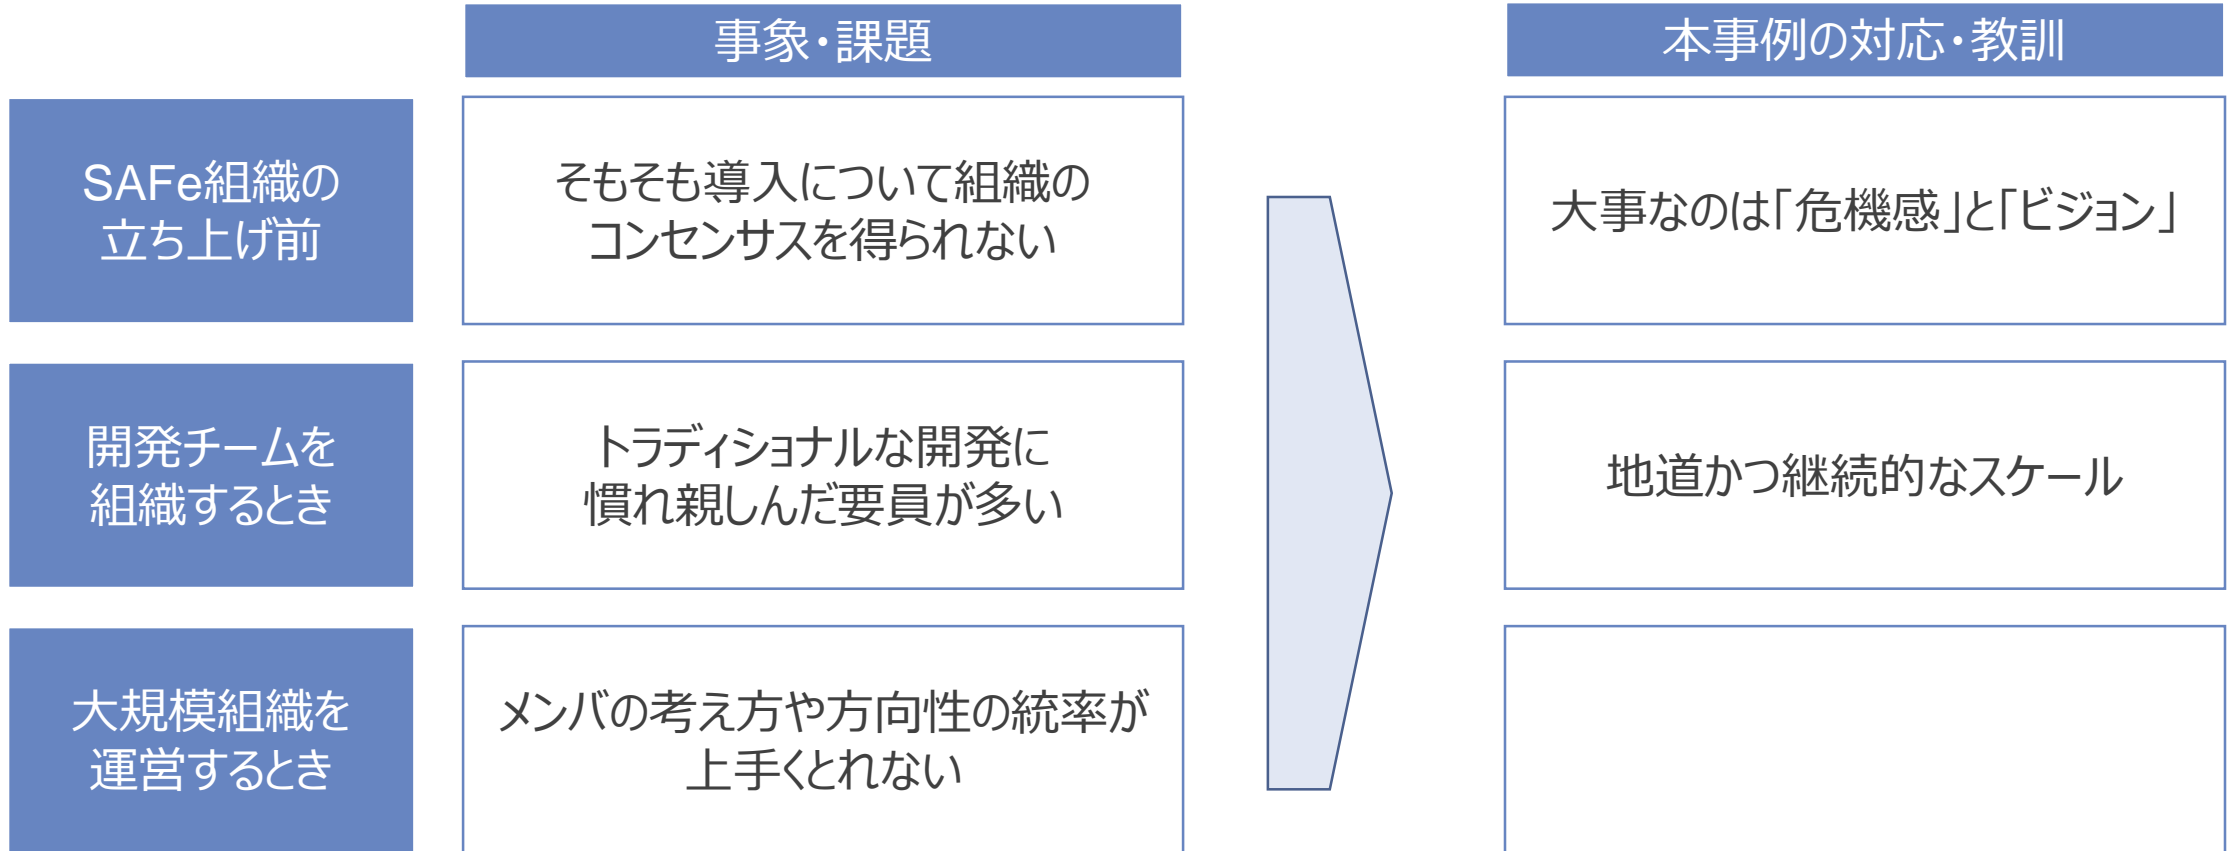 事象・課題
本事例の対応・教訓
SAFe組織の
立ち上げ前
そもそも導入について組織の
コンセンサスを得られない
大事なのは「危機感」と「ビジョン」
開発チームを
組織するとき
トラディショナルな開発に
慣れ親しんだ要員が多い
地道かつ継続的なスケール
大規模組織を
運営するとき
メンバの考え方や方向性の統率が
上手くとれない